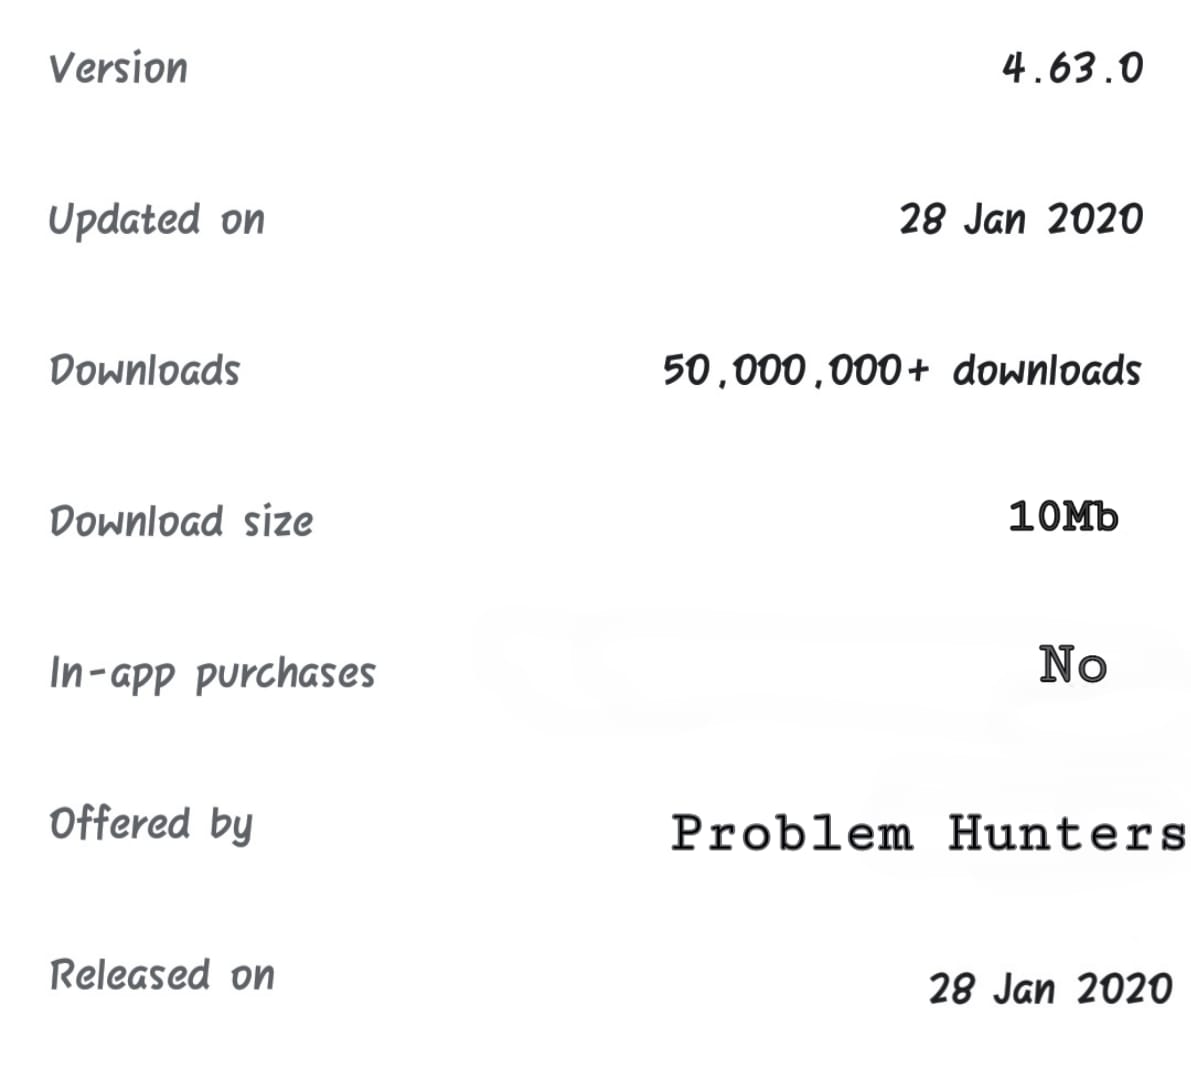 Version 4.63.0
Updated on 28 Jan 2020
Downloads 50,000,000+ downloads
Download size 10Mb
In-app purchases No
Offered by Problem Hunters
Released on 28 Jan 2020